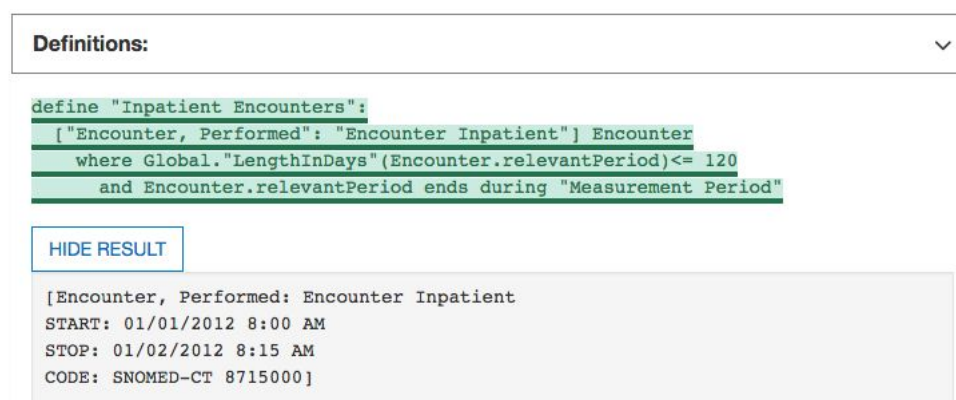 Definitions:
define "Inpatient Encounters":
["Encounter, Performed": "Encounter Inpatient"] Encounter
where Global."LengthInDays"(Encounter.relevantPeriod)<= 120
and Encounter.relevantPeriod ends during "Measurement Period"
HIDE RESULT
[Encounter, Performed: Encounter Inpatient
START: 01/01/2012 8:00 AM
STOP: 01/02/2012 8:15 AM
CODE: SNOMED-CT 8715000]